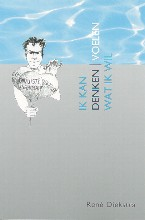 IK KAN
DENKEN | VOELEN
WAT IK WIL
René Diekstra